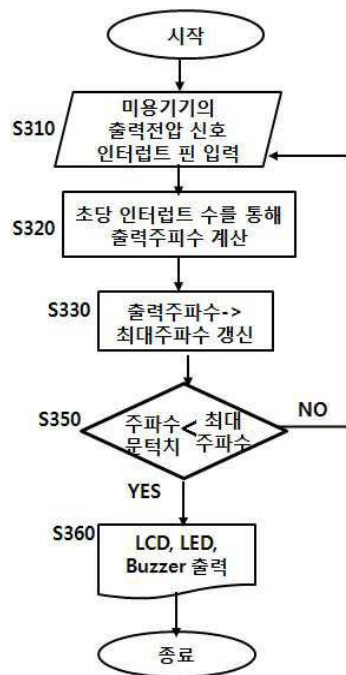 시작
S310
미용기기의
출력전압 신호
인터럽트 핀 입력
S320
초당 인터럽트 수를 통해
출력주파수 계산
S330
출력주파수->
최대주파수 갱신
S350
주파수 < 최대
문턱치 주파수
NO
YES
S360
LCD, LED,
Buzzer 출력
종료